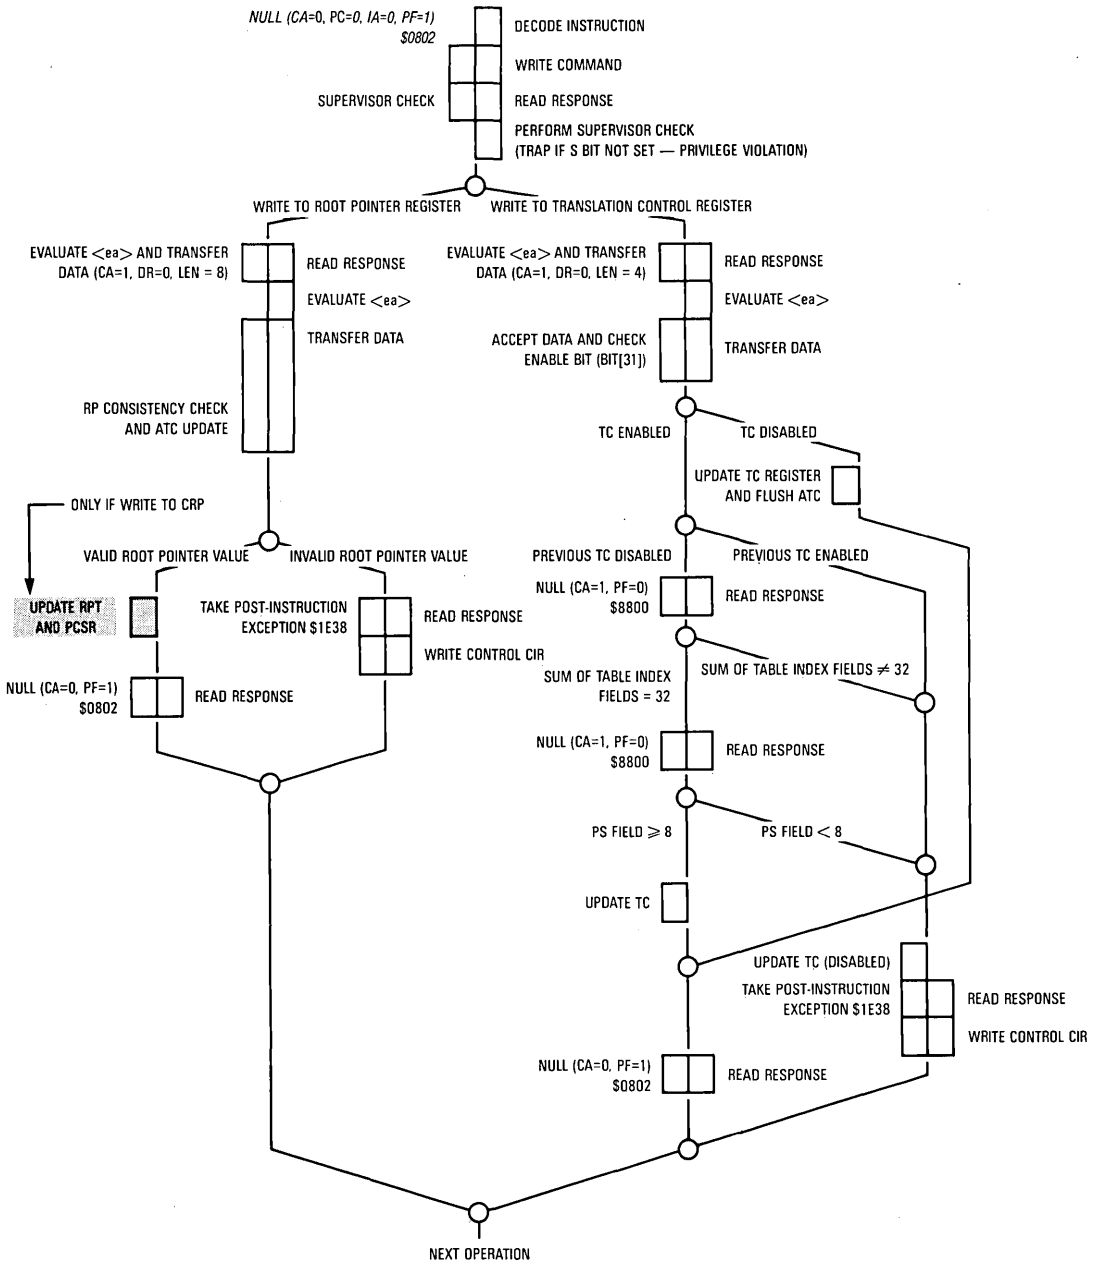 NULL (CA=0, PC=0, IA=0, PF=1)
$0802
DECODE INSTRUCTION
WRITE COMMAND
SUPERVISOR CHECK
READ RESPONSE
PERFORM SUPERVISOR CHECK
(TRAP IF S BIT NOT SET — PRIVILEGE VIOLATION)
WRITE TO ROOT POINTER REGISTER
WRITE TO TRANSLATION CONTROL REGISTER
EVALUATE <ea> AND TRANSFER
DATA (CA=1, DR=0, LEN = 8)
READ RESPONSE
EVALUATE <ea>
TRANSFER DATA
RP CONSISTENCY CHECK
AND ATC UPDATE
EVALUATE <ea> AND TRANSFER
DATA (CA=1, DR=0, LEN = 4)
READ RESPONSE
EVALUATE <ea>
ACCEPT DATA AND CHECK
ENABLE BIT (BIT[31])
TRANSFER DATA
TC ENABLED
TC DISABLED
UPDATE TC REGISTER
AND FLUSH ATC
ONLY IF WRITE TO CRP
VALID ROOT POINTER VALUE
INVALID ROOT POINTER VALUE
UPDATE RPT
AND PCSR
TAKE POST-INSTRUCTION
EXCEPTION $1E38
READ RESPONSE
WRITE CONTROL CIR
NULL (CA=0, PF=1)
$0802
READ RESPONSE
PREVIOUS TC DISABLED
PREVIOUS TC ENABLED
NULL (CA=1, PF=0)
$8800
READ RESPONSE
SUM OF TABLE INDEX
FIELDS = 32
SUM OF TABLE INDEX FIELDS ≠ 32
NULL (CA=1, PF=0)
$8800
READ RESPONSE
PS FIELD ⩾ 8
PS FIELD < 8
UPDATE TC
UPDATE TC (DISABLED)
TAKE POST-INSTRUCTION
EXCEPTION $1E38
READ RESPONSE
WRITE CONTROL CIR
NULL (CA=0, PF=1)
$0802
READ RESPONSE
NEXT OPERATION